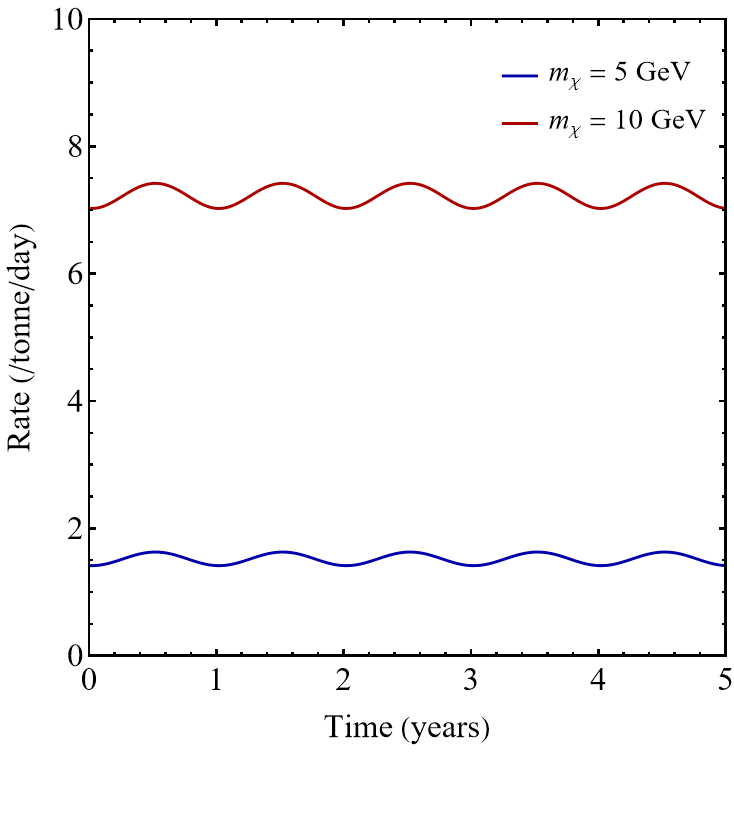 10
8
6
4
2
0
Rate (/tonne/day)
mχ = 5 GeV
mχ = 10 GeV
0 1 2 3 4 5
Time (years)